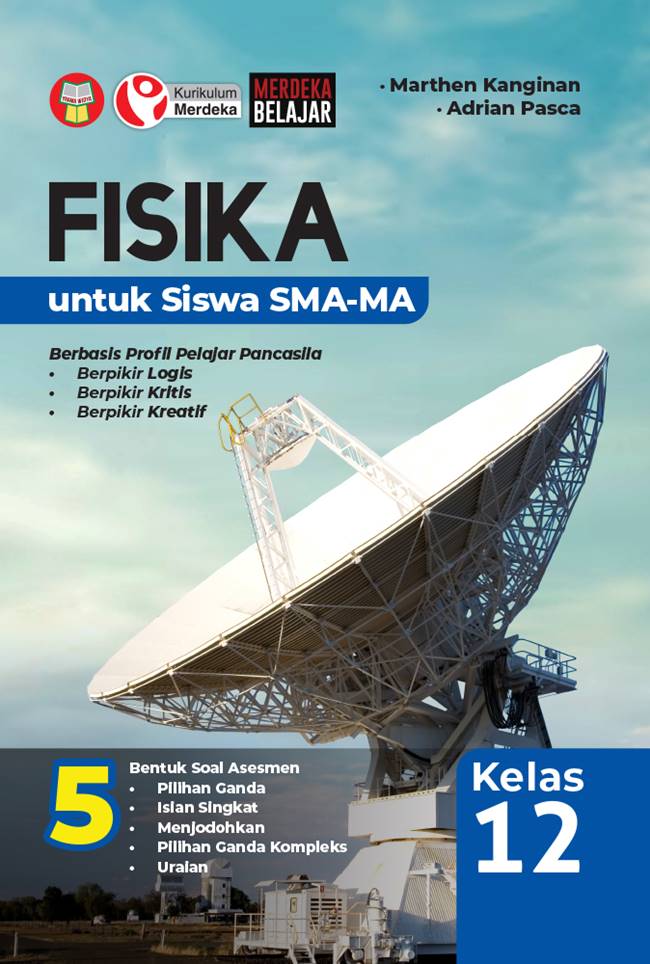 YRAMA WIDYA
Kurikulum
Merdeka
MERDEKA
BELAJAR
• Marthen Kanginan
• Adrian Pasca
FISIKA
untuk Siswa SMA-MA
Berbasis Profil Pelajar Pancasila
• Berpikir Logis
• Berpikir Kritis
• Berpikir Kreatif
5
Bentuk Soal Asesmen
• Pilihan Ganda
• Isian Singkat
• Menjodohkan
• Pilihan Ganda Kompleks
• Uraian
Kelas
12